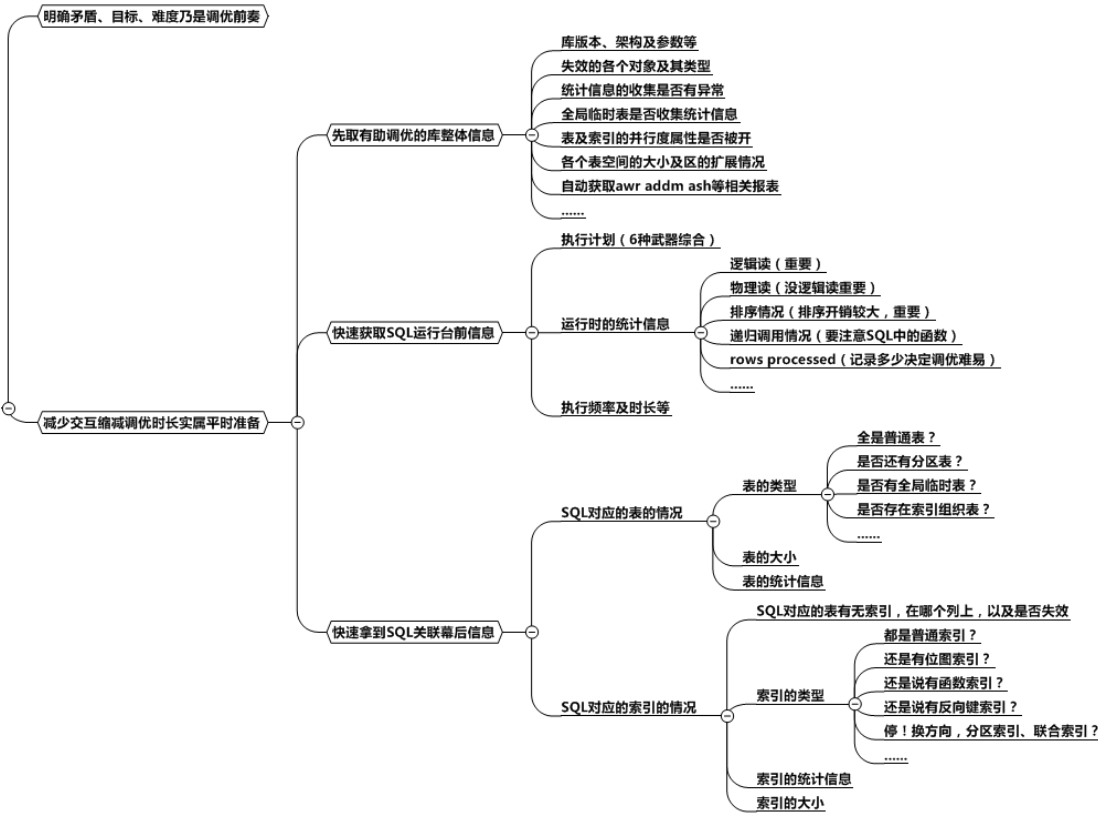 明确矛盾、目标、难度乃是调优前奏
减少交互缩减调优时长实属平时准备
先取有助调优的库整体信息
库版本、架构及参数等
失效的各个对象及其类型
统计信息的收集是否有异常
全局临时表是否收集统计信息
表及索引的并行度属性是否被开
各个表空间的大小及区的扩展情况
自动获取awr addm ash等相关报表
......
快速获取SQL运行台前信息
执行计划（6种武器综合）
运行时的统计信息
逻辑读（重要）
物理读（没逻辑读重要）
排序情况（排序开销较大，重要）
递归调用情况（要注意SQL中的函数）
rows processed（记录多少决定调优难易）
......
执行频率及时长等
快速拿到SQL关联幕后信息
SQL对应的表的情况
表的类型
全是普通表？
是否还有分区表？
是否有全局临时表？
是否存在索引组织表？
......
表的大小
表的统计信息
SQL对应的索引的情况
SQL对应的表有无索引，在哪个列上，以及是否失效
索引的类型
都是普通索引？
还是有位图索引？
还是说有函数索引？
还是说有反向键索引？
停！换方向，分区索引、联合索引？
......
索引的统计信息
索引的大小